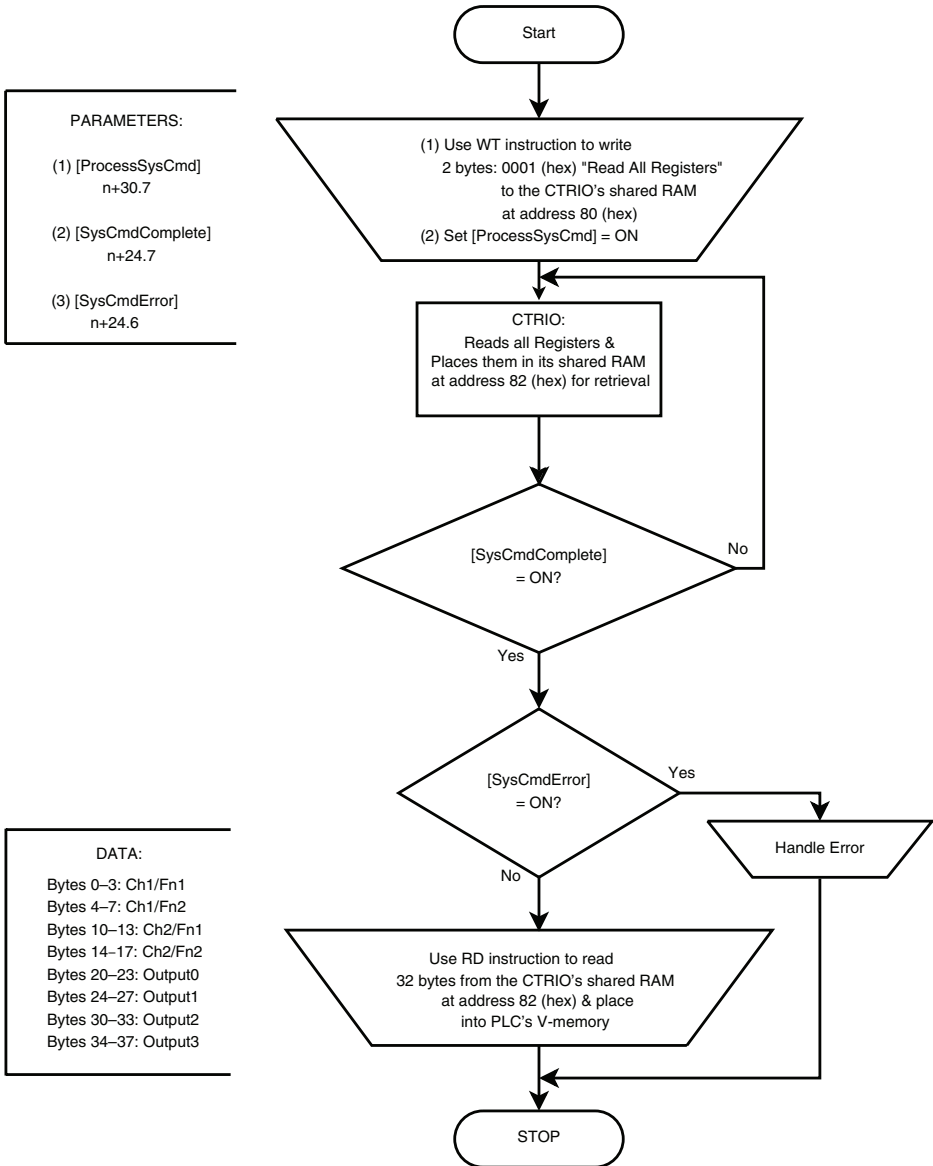 Start
PARAMETERS:
(1) [ProcessSysCmd]
n+30.7
(2) [SysCmdComplete]
n+24.7
(3) [SysCmdError]
n+24.6
(1) Use WT instruction to write
2 bytes: 0001 (hex) "Read All Registers"
to the CTRIO's shared RAM
at address 80 (hex)
(2) Set [ProcessSysCmd] = ON
CTRIO:
Reads all Registers &
Places them in its shared RAM
at address 82 (hex) for retrieval
[SysCmdComplete]
= ON?
No
Yes
[SysCmdError]
= ON?
Yes
Handle Error
No
DATA:
Bytes 0–3: Ch1/Fn1
Bytes 4–7: Ch1/Fn2
Bytes 10–13: Ch2/Fn1
Bytes 14–17: Ch2/Fn2
Bytes 20–23: Output0
Bytes 24–27: Output1
Bytes 30–33: Output2
Bytes 34–37: Output3
Use RD instruction to read
32 bytes from the CTRIO's shared RAM
at address 82 (hex) & place
into PLC's V-memory
STOP